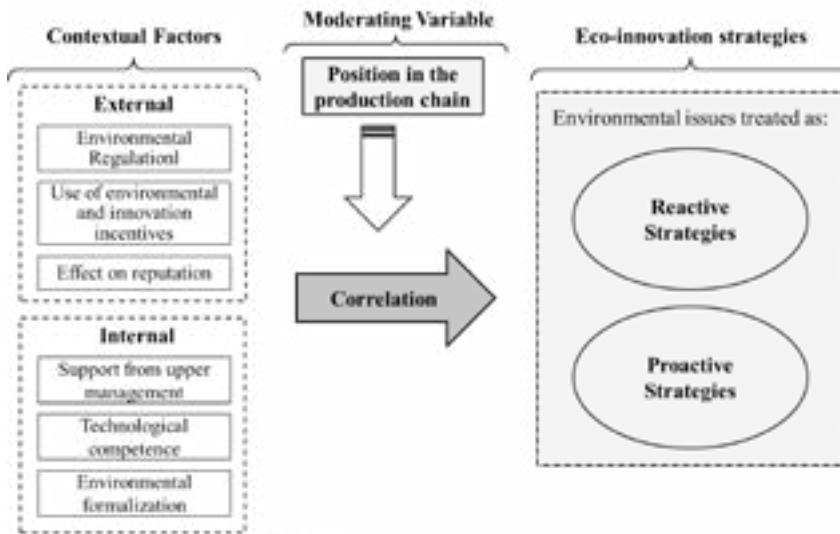 Contextual Factors
External
Environmental
Regulationl
Use of environmental
and innovation
incentives
Effect on reputation
Internal
Support from upper
management
Technological
competence
Environmental
formalization
Moderating Variable
Position in the
production chain
Correlation
Eco-innovation strategies
Environmental issues treated as:
Reactive
Strategies
Proactive
Strategies